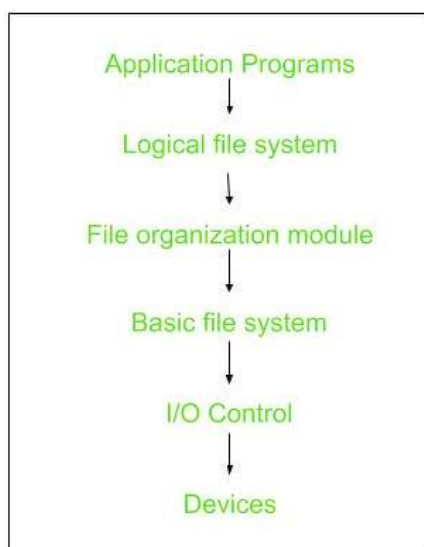 Application Programs
Logical file system
File organization module
Basic file system
I/O Control
Devices